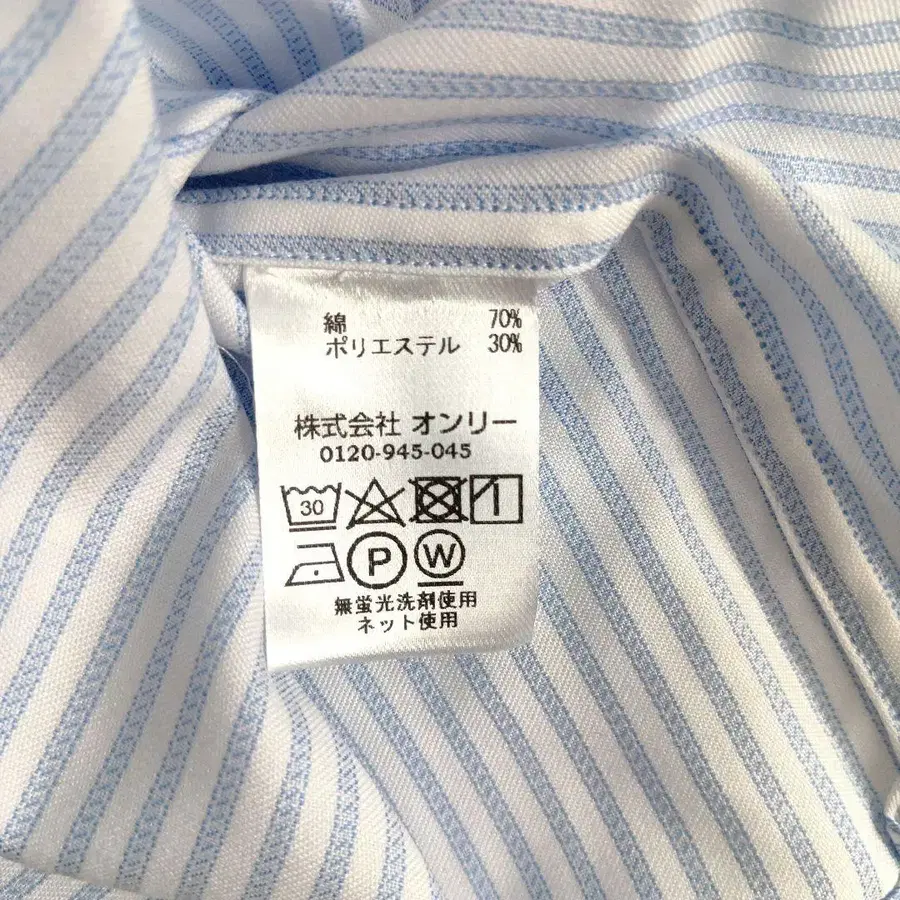 綿 70%
ポリエステル 30%
株式会社 オンリー
0120-945-045
30
P W
無蛍光洗剤使用
ネット使用